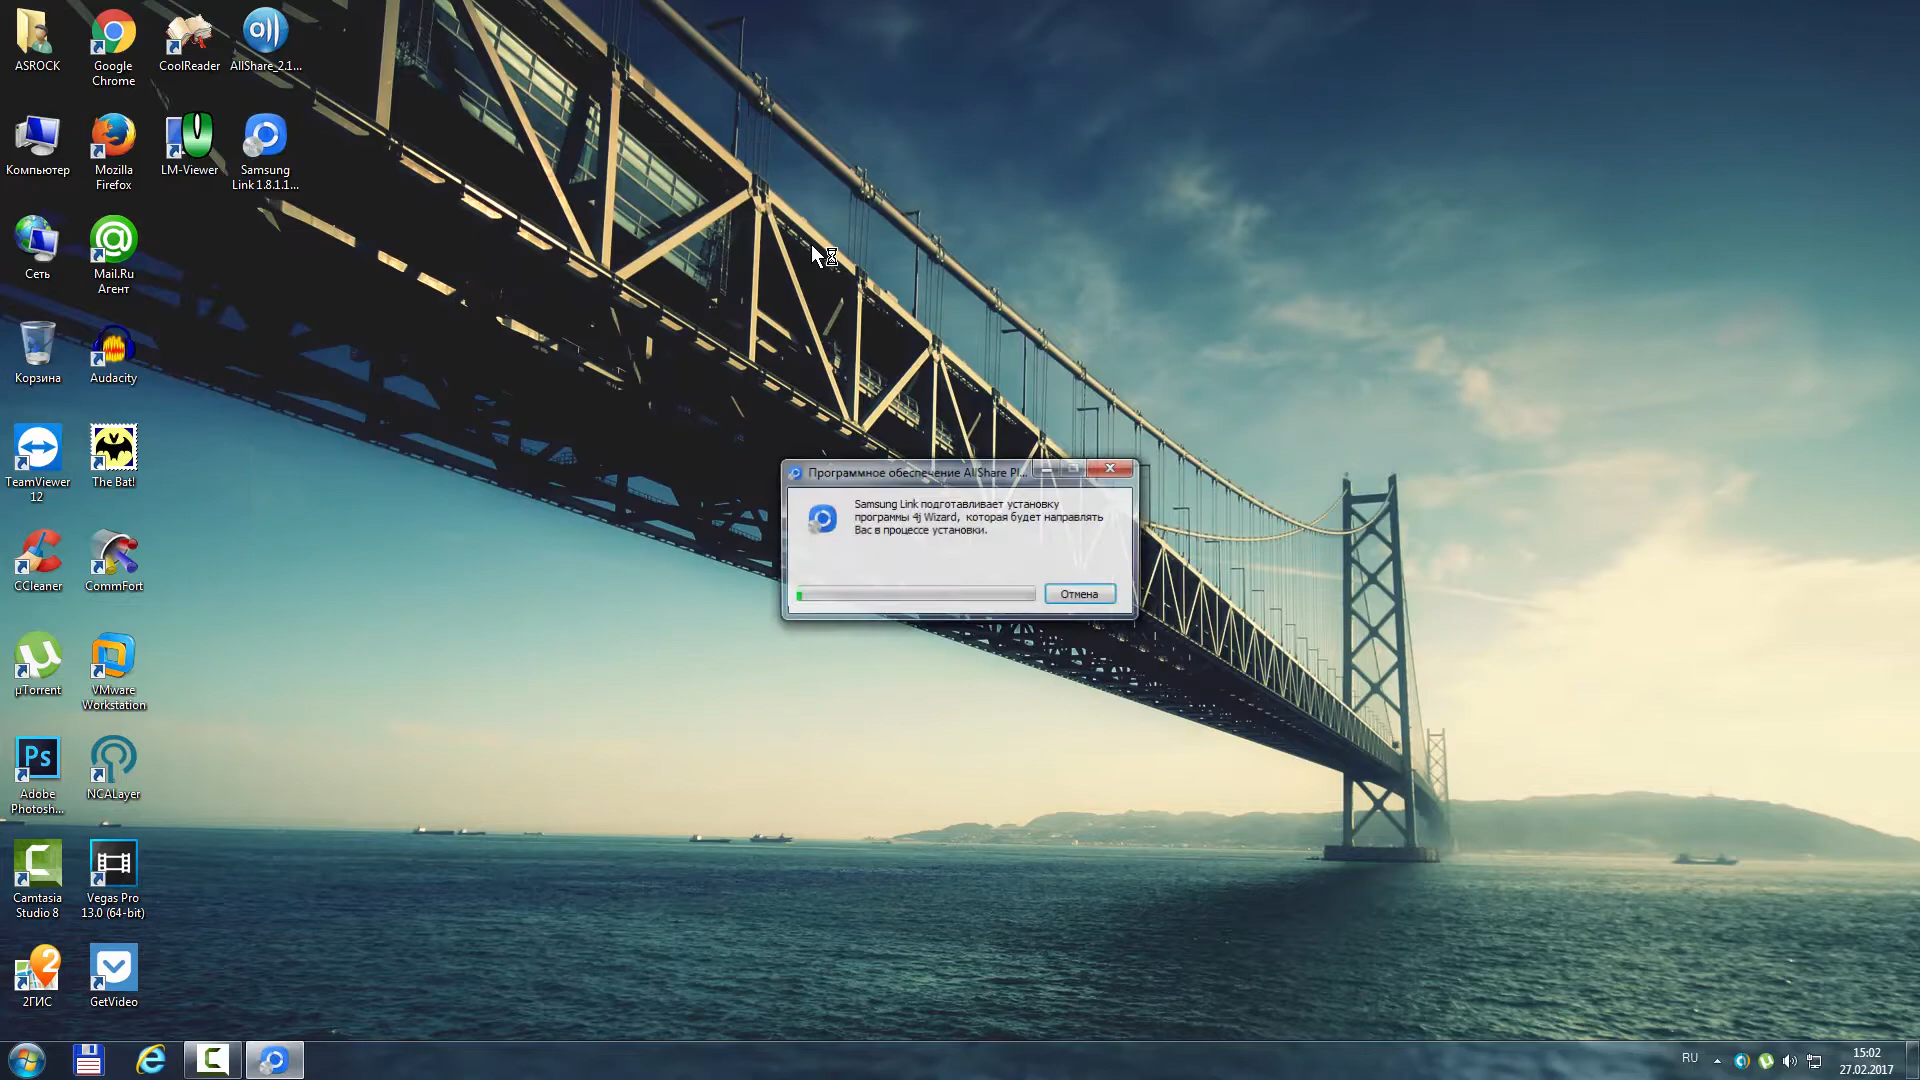 ASROCK
Google
Chrome
CoolReader
AllShare_2.1...
Компьютер
Mozilla
Firefox
LM-Viewer
Samsung
Link 1.8.1.1...
Сеть
Mail.Ru
Агент
Корзина
Audacity
TeamViewer
12
The Bat!
CCleaner
CommFort
µTorrent
VMware
Workstation
Ps
Adobe
Photosh...
NCALayer
Camtasia
Studio 8
Vegas Pro
13.0 (64-bit)
2
2ГИС
GetVideo
Программное обеспечение AllShare Pl...
Samsung Link подготавливает установку
программы 4j Wizard, которая будет направлять
Вас в процессе установки.
Отмена
RU
15:02
27.02.2017